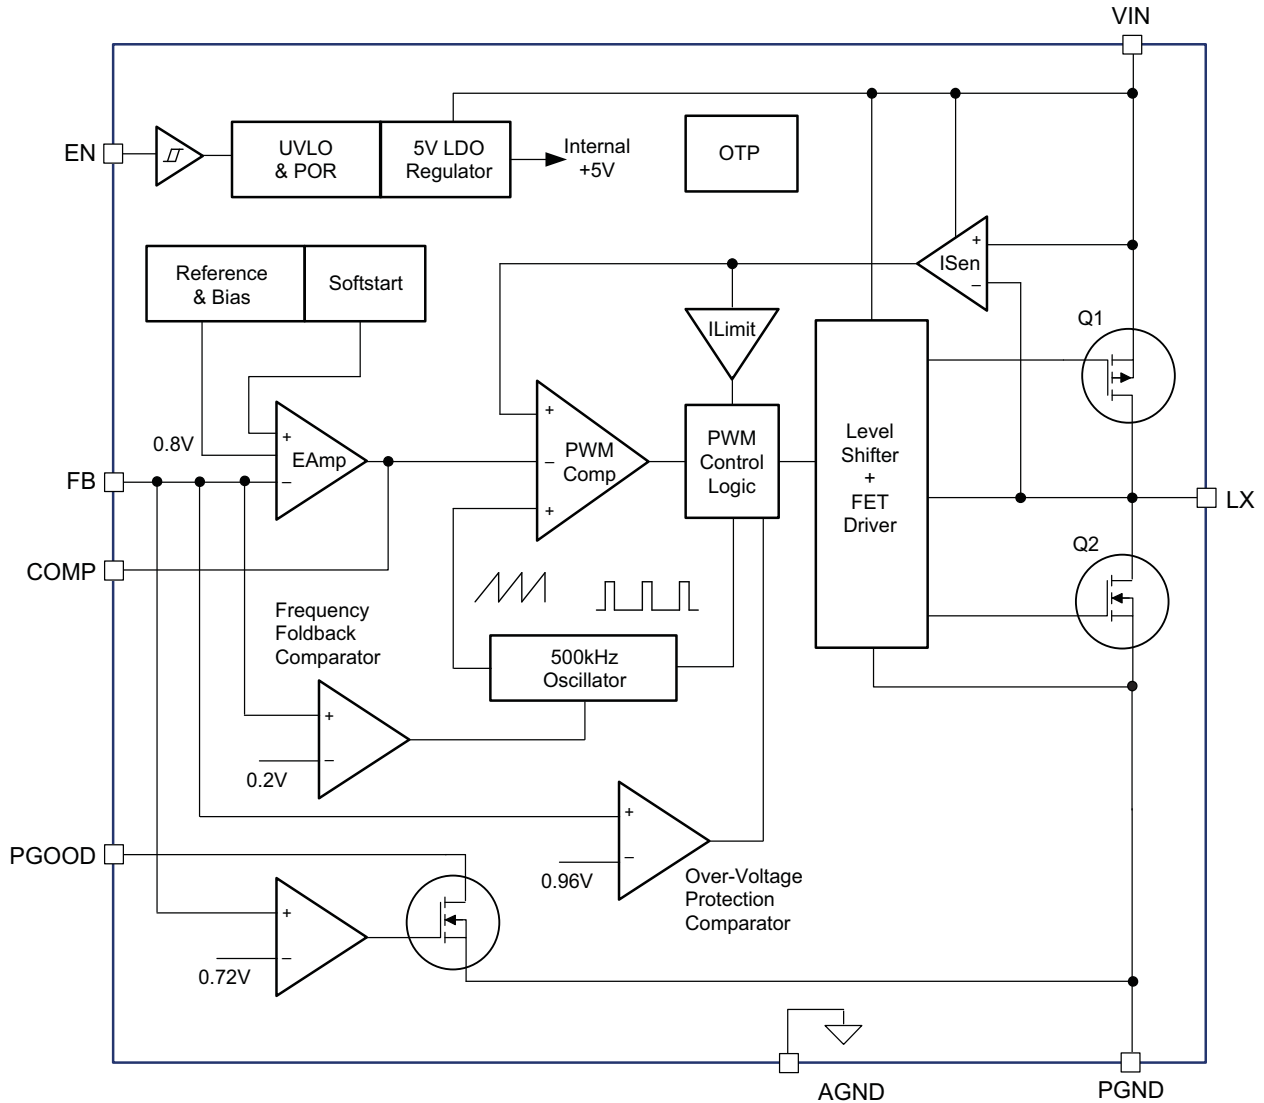 VIN
EN
UVLO
& POR
5V LDO
Regulator
Internal
+5V
OTP
Reference
& Bias
Softstart
+
ISen
−
ILimit
Q1
0.8V
+
EAmp
−
+
PWM
Comp
−
+
PWM
Control
Logic
Level
Shifter
+
FET
Driver
FB
LX
COMP
Q2
Frequency
Foldback
Comparator
500kHz
Oscillator
+
−
0.2V
+
−
0.96V
Over-Voltage
Protection
Comparator
PGOOD
+
−
0.72V
AGND
PGND